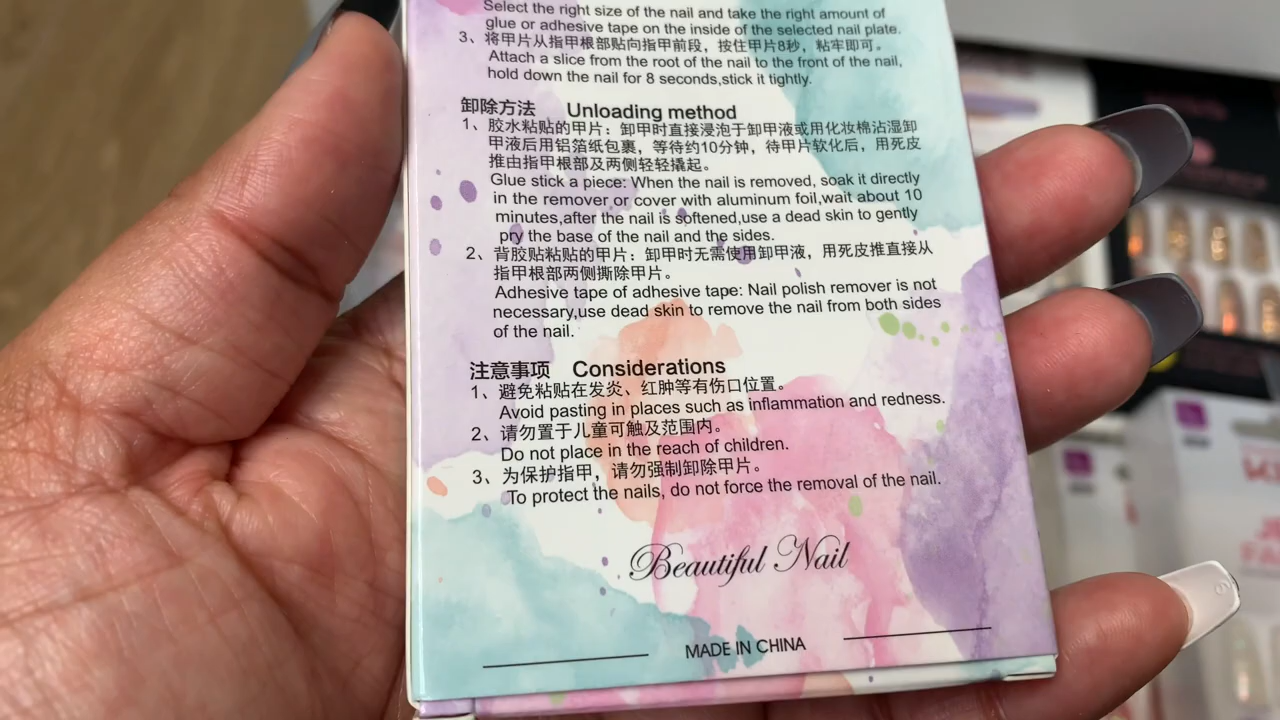 Select the right size of the nail and take the right amount of
glue or adhesive tape on the inside of the selected nail plate.
3、将甲片从指甲根部贴向指甲前段，按住甲片8秒，粘牢即可。
Attach a slice from the root of the nail to the front of the nail,
hold down the nail for 8 seconds,stick it tightly.
卸除方法 Unloading method
1、胶水粘贴的甲片：卸甲时直接浸泡于卸甲液或用化妆棉沾湿卸
甲液后用铝箔纸包裹，等待约10分钟，待甲片软化后，用死皮
推由指甲根部及两侧轻轻撬起。
Glue stick a piece: When the nail is removed, soak it directly
in the remover or cover with aluminum foil,wait about 10
minutes,after the nail is softened,use a dead skin to gently
pry the base of the nail and the sides.
2、背胶贴粘贴的甲片：卸甲时无需使用卸甲液，用死皮推直接从
指甲根部两侧撕除甲片。
Adhesive tape of adhesive tape: Nail polish remover is not
necessary,use dead skin to remove the nail from both sides
of the nail.
注意事项 Considerations
1、避免粘贴在发炎、红肿等有伤口位置。
Avoid pasting in places such as inflammation and redness.
2、请勿置于儿童可触及范围内。
Do not place in the reach of children.
3、为保护指甲，请勿强制卸除甲片。
To protect the nails, do not force the removal of the nail.
Beautiful Nail
MADE IN CHINA